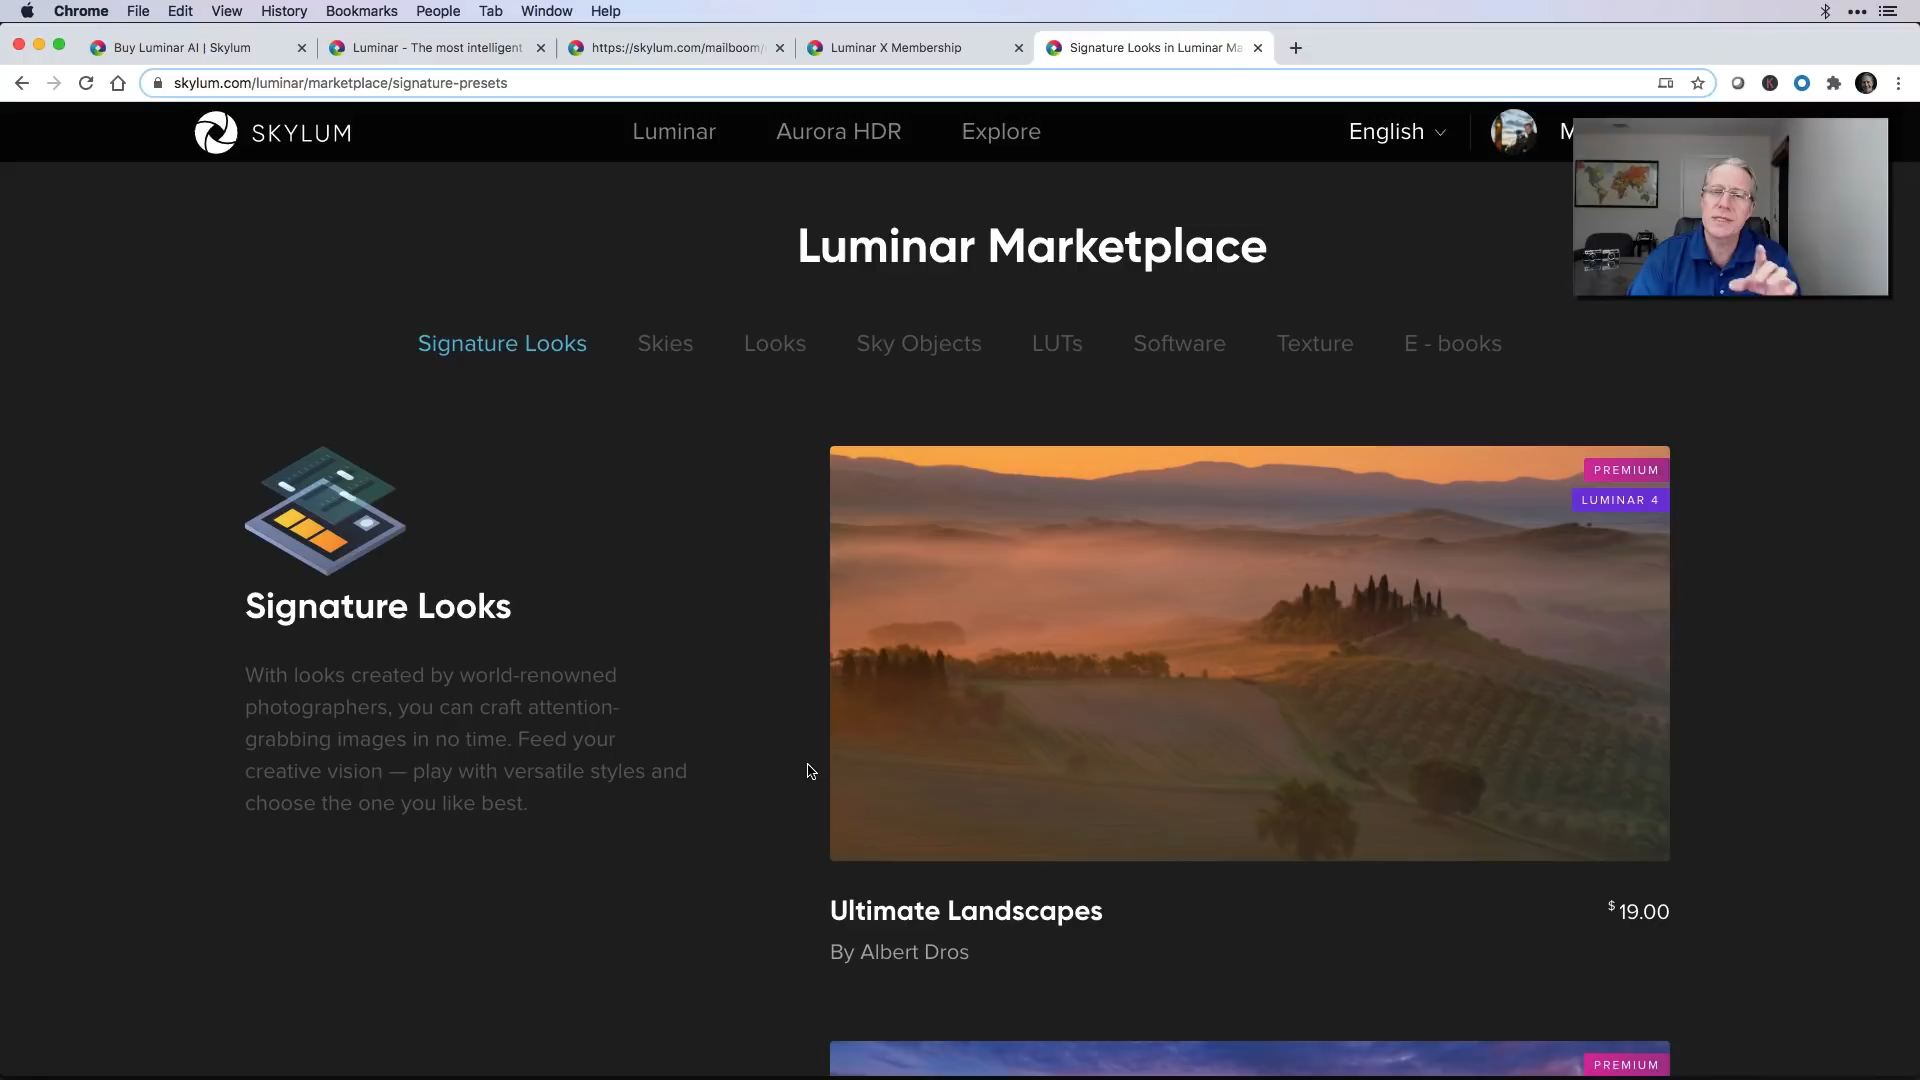 Chrome File Edit View History Bookmarks People Tab Window Help
Buy Luminar AI | Skylum
Luminar - The most intelligent
https://skylum.com/mailboom/
Luminar X Membership
Signature Looks in Luminar Ma
skylum.com/luminar/marketplace/signature-presets
SKYLUM
Luminar
Aurora HDR
Explore
English
M
Luminar Marketplace
Signature Looks
Skies
Looks
Sky Objects
LUTs
Software
Texture
E - books
PREMIUM
LUMINAR 4
Signature Looks
With looks created by world-renowned
photographers, you can craft attention-
grabbing images in no time. Feed your
creative vision — play with versatile styles and
choose the one you like best.
Ultimate Landscapes
$19.00
By Albert Dros
PREMIUM